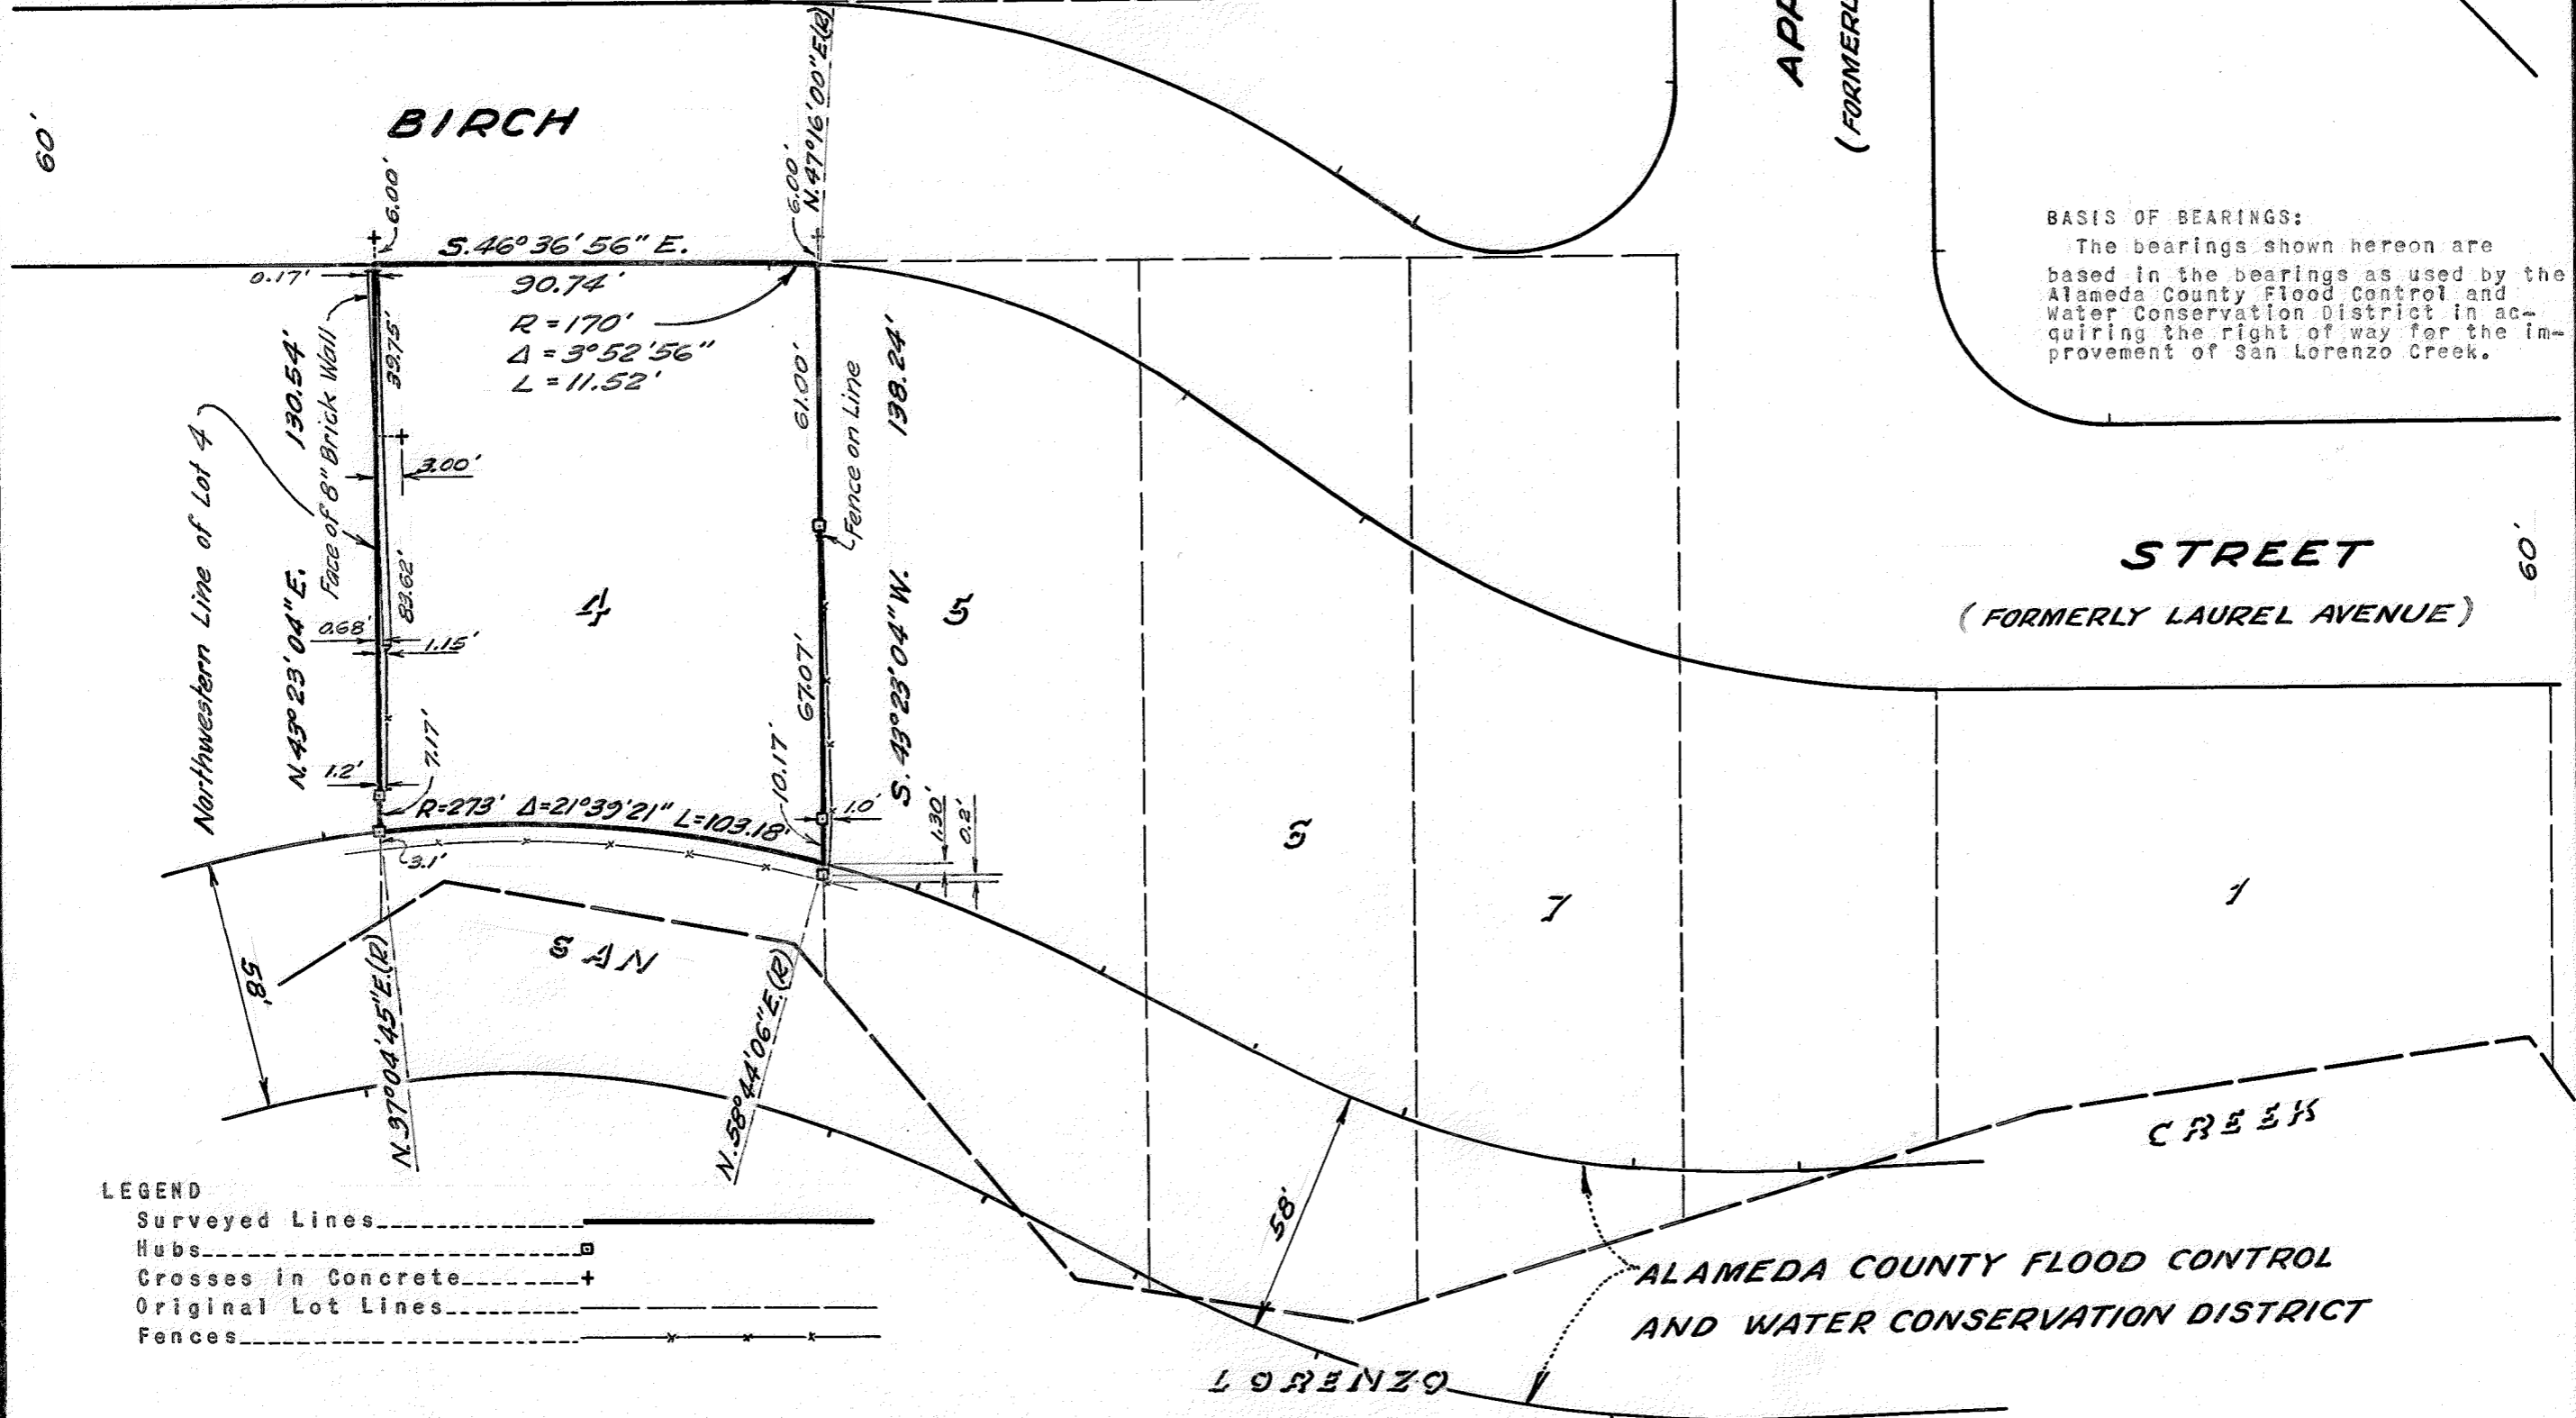 BIRCH
60'
APP
(FORMERL
N.47°16'00"E(R)
6.00'
6.00'
S.46°36'56"E.
90.74'
R=170'
Δ=3°52'56"
L=11.52'
0.17'
39.75'
130.54'
Face of 8" Brick Wall
Northwestern Line of Lot 4
N.43°23'04"E.
3.00'
83.62'
0.68'
1.15'
1.2'
7.17'
4
61.00'
Fence on Line
138.24'
67.07'
S.43°23'04"W.
10.17'
1.0'
1.30'
0.2'
R=273' Δ=21°39'21" L=103.18'
3.1'
5
6
7
1
BASIS OF BEARINGS:
The bearings shown hereon are
based in the bearings as used by the
Alameda County Flood Control and
Water Conservation District in ac-
quiring the right of way for the im-
provement of San Lorenzo Creek.
STREET
(FORMERLY LAUREL AVENUE)
60'
58'
SAN
N.37°04'45"E.(R)
N.58°44'06"E.(R)
58'
LORENZO
CREEK
ALAMEDA COUNTY FLOOD CONTROL
AND WATER CONSERVATION DISTRICT
LEGEND
Surveyed Lines
Hubs
Crosses in Concrete
Original Lot Lines
Fences